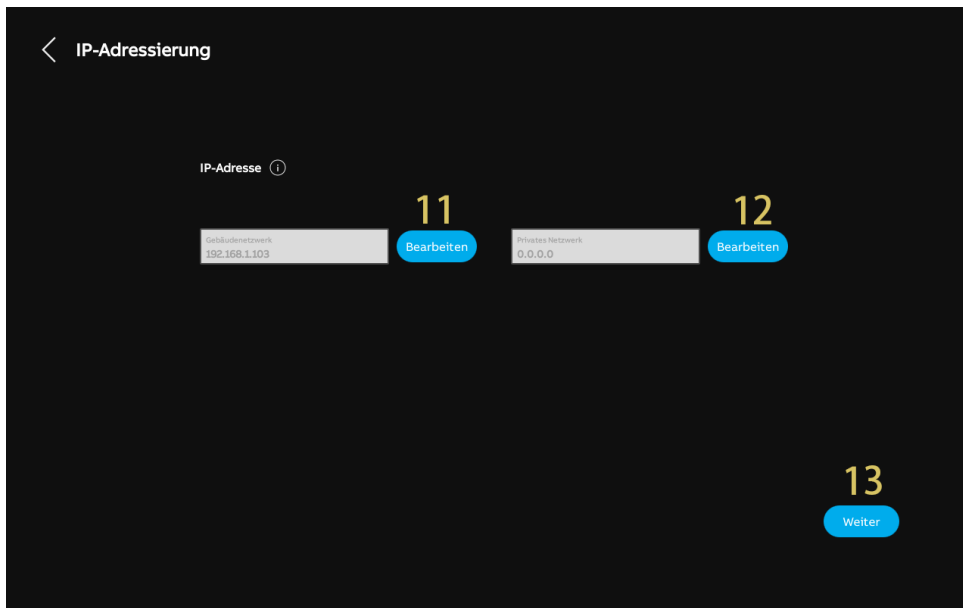 IP-Adressierung
IP-Adresse i
11
12
Gebäudenetzwerk
192.168.1.103
Bearbeiten
Privates Netzwerk
0.0.0.0
Bearbeiten
13
Weiter